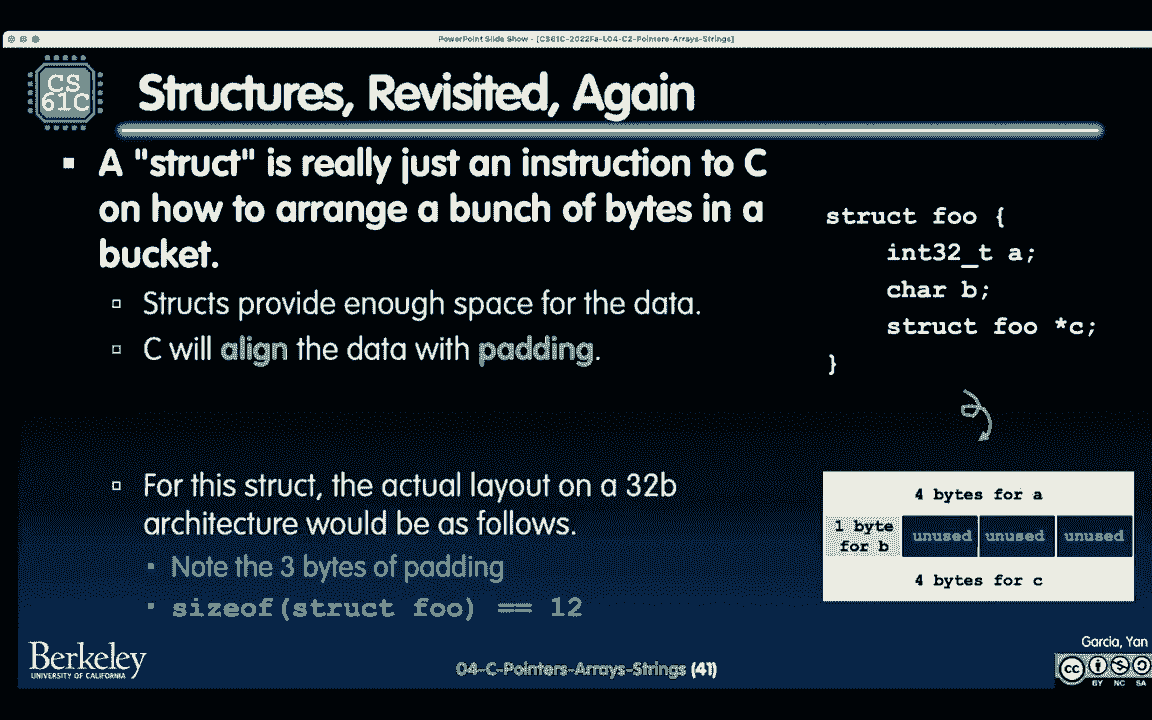 PowerPoint Slide Show - [CS61C-2022Fa-L04-C2-Pointers-Arrays-Strings]
CS
61C
Structures, Revisited, Again
▪ A "struct" is really just an instruction to C
on how to arrange a bunch of bytes in a
bucket.
▫ Structs provide enough space for the data.
▫ C will align the data with padding.
struct foo {
int32_t a;
char b;
struct foo *c;
}
▫ For this struct, the actual layout on a 32b
architecture would be as follows.
▪ Note the 3 bytes of padding
▪ sizeof(struct foo) == 12
4 bytes for a
1 byte
for b
unused unused unused
4 bytes for c
Berkeley
UNIVERSITY OF CALIFORNIA
04-C-Pointers-Arrays-Strings (41)
Garcia, Yan
cc
BY NC SA